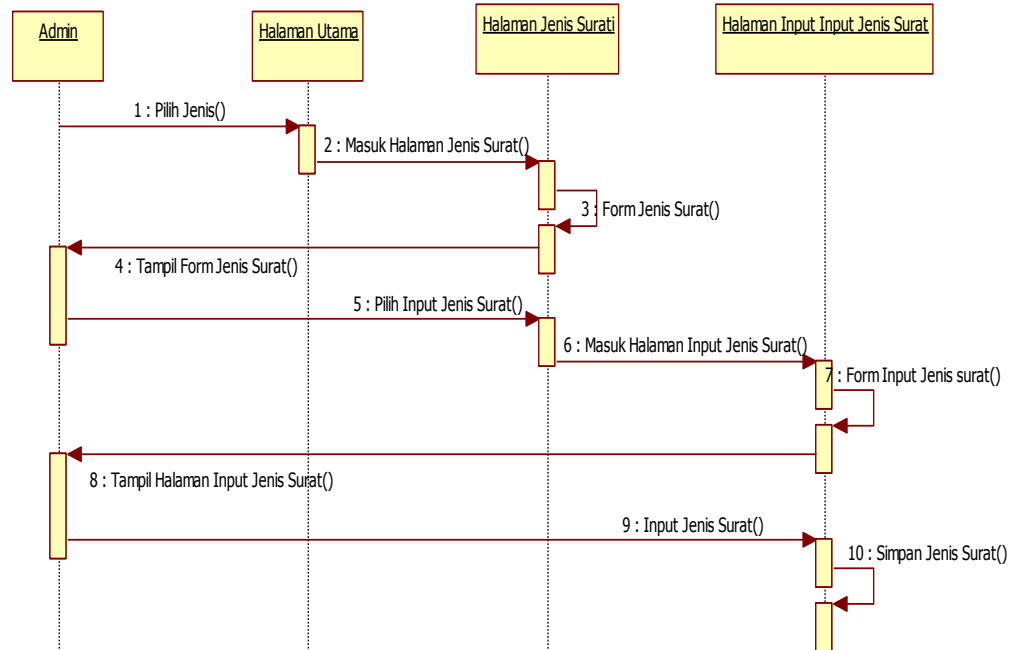 Admin
Halaman Utama
Halaman Jenis Surati
Halaman Input Input Jenis Surat
1 : Pilih Jenis()
2 : Masuk Halaman Jenis Surat()
3 : Form Jenis Surat()
4 : Tampil Form Jenis Surat()
5 : Pilih Input Jenis Surat()
6 : Masuk Halaman Input Jenis Surat()
7 : Form Input Jenis surat()
8 : Tampil Halaman Input Jenis Surat()
9 : Input Jenis Surat()
10 : Simpan Jenis Surat()